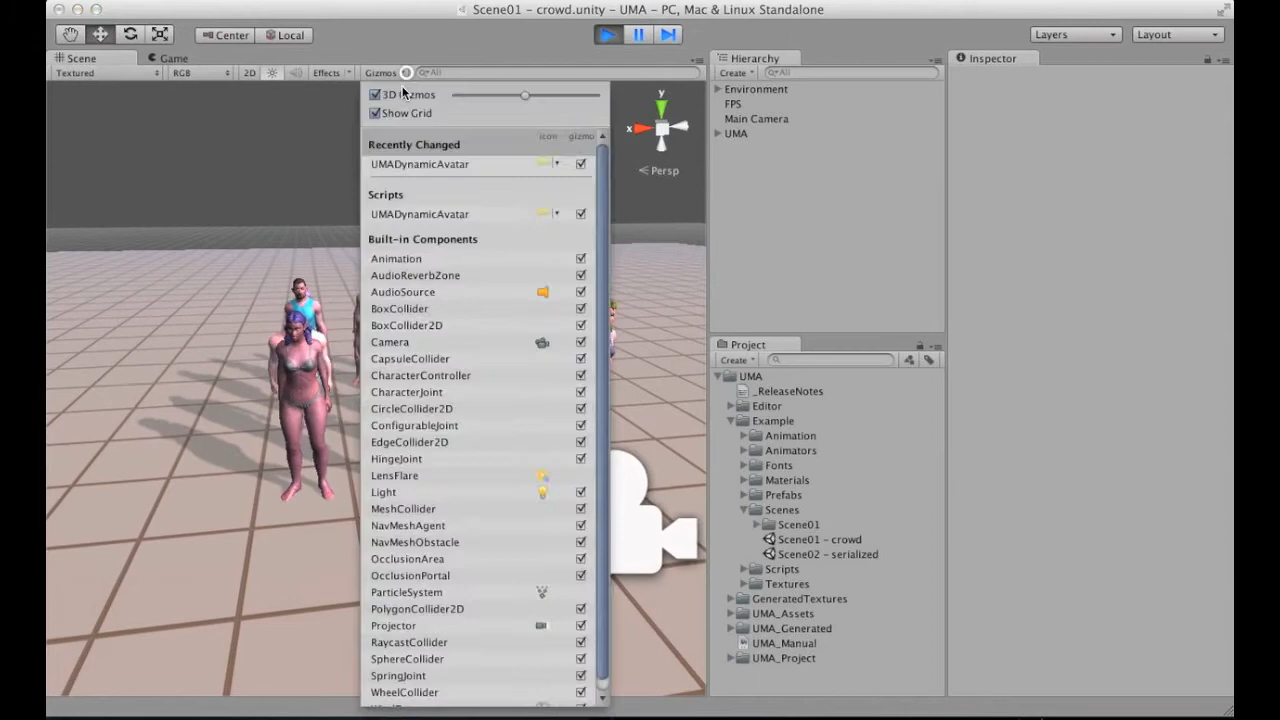 Scene01 - crowd.unity - UMA - PC, Mac & Linux Standalone
Center
Local
Layers
Layout
Scene
Game
Textured
RGB
2D
Effects
Gizmos
All
3D Gizmos
Show Grid
icon
gizmo
Recently Changed
UMADynamicAvatar
Scripts
UMADynamicAvatar
Built-in Components
Animation
AudioReverbZone
AudioSource
BoxCollider
BoxCollider2D
Camera
CapsuleCollider
CharacterController
CharacterJoint
CircleCollider2D
ConfigurableJoint
EdgeCollider2D
HingeJoint
LensFlare
Light
MeshCollider
NavMeshAgent
NavMeshObstacle
OcclusionArea
OcclusionPortal
ParticleSystem
PolygonCollider2D
Projector
RaycastCollider
SphereCollider
SpringJoint
WheelCollider
y
x
Persp
Hierarchy
Create
All
Environment
FPS
Main Camera
UMA
Project
Create
UMA
_ReleaseNotes
Editor
Example
Animation
Animators
Fonts
Materials
Prefabs
Scenes
Scene01
Scene01 - crowd
Scene02 - serialized
Scripts
Textures
GeneratedTextures
UMA_Assets
UMA_Generated
UMA_Manual
UMA_Project
Inspector